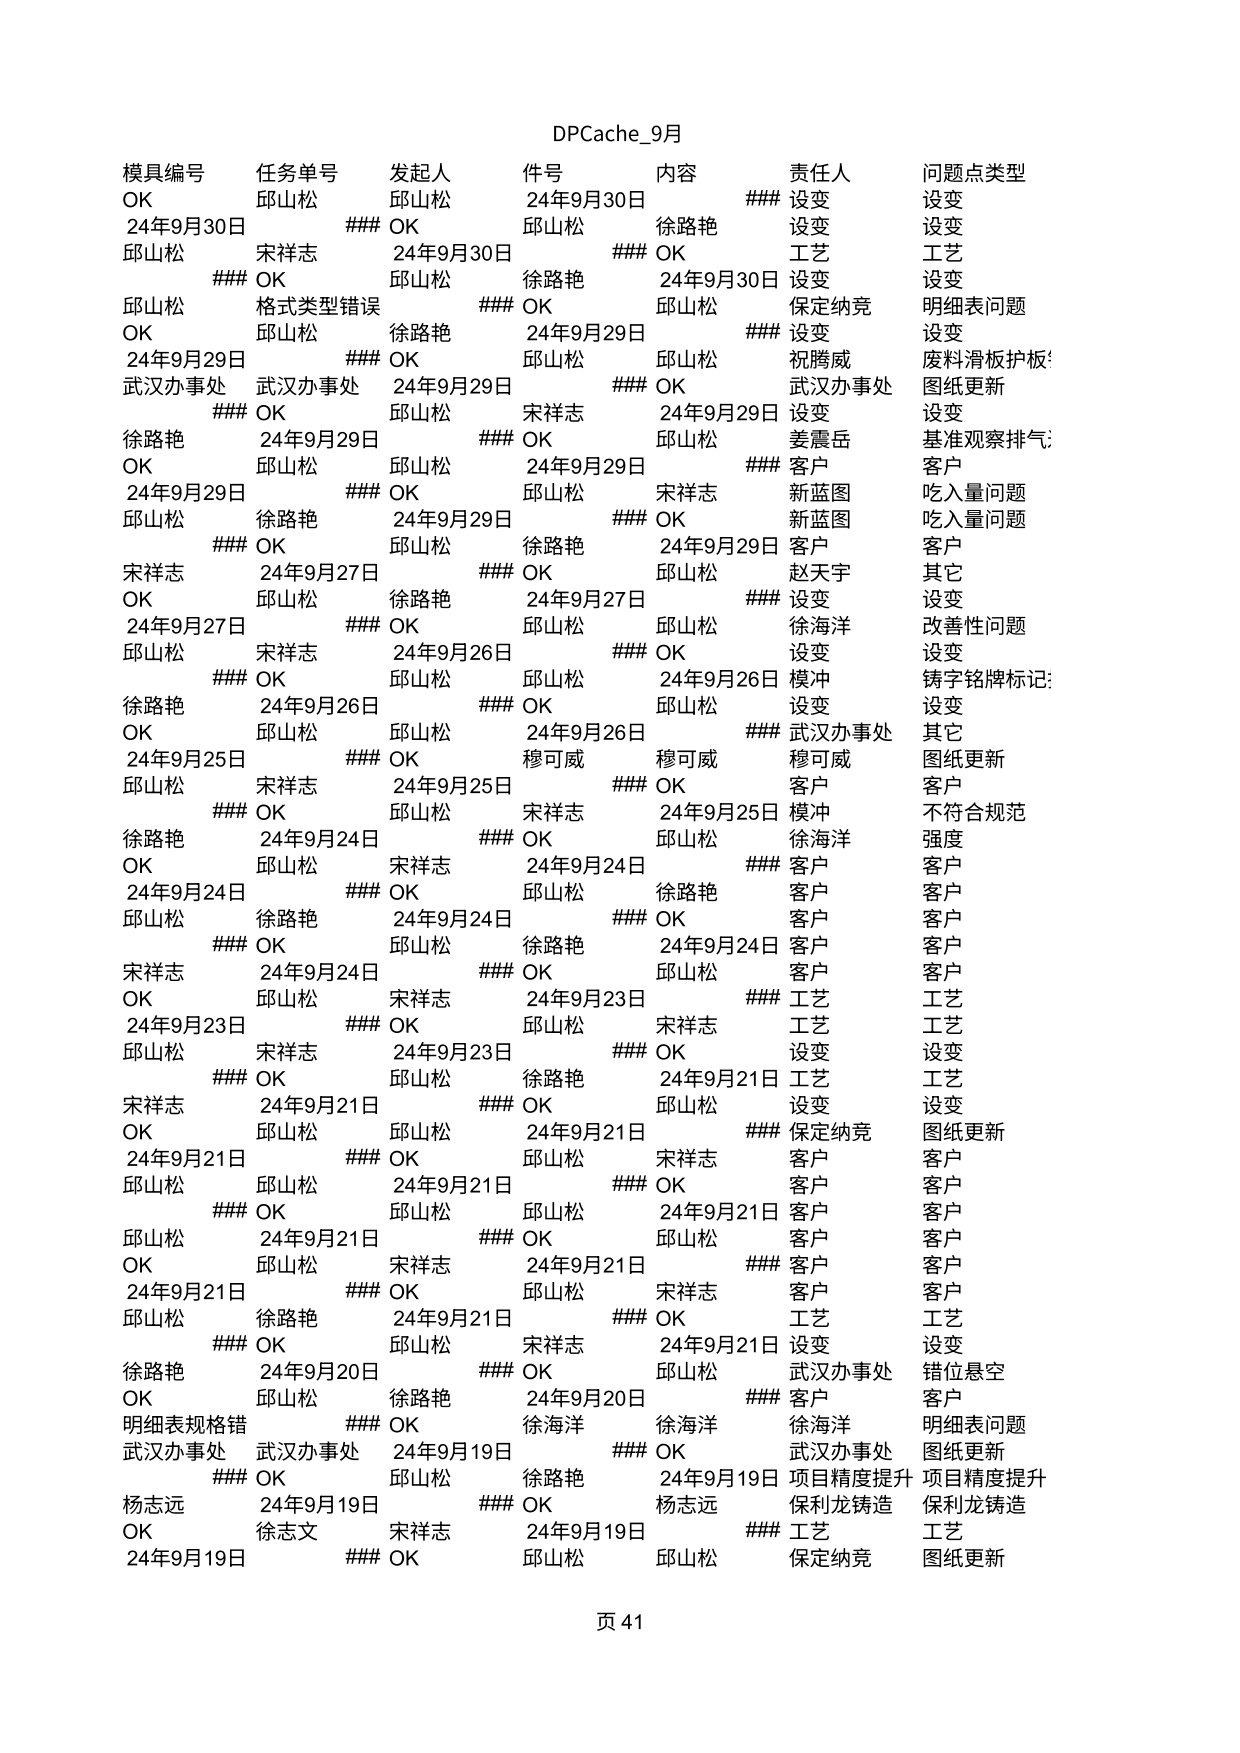 DPCache_9月
模具编号 任务单号 发起人 件号 内容 责任人 问题点类型
OK 邱山松 邱山松 24年9月30日 ### 设变 设变
24年9月30日 ### OK 邱山松 徐路艳 设变 设变
邱山松 宋祥志 24年9月30日 ### OK 工艺 工艺
### OK 邱山松 徐路艳 24年9月30日 设变 设变
邱山松 格式类型错误 ### OK 邱山松 保定纳竞 明细表问题
OK 邱山松 徐路艳 24年9月29日 ### 设变 设变
24年9月29日 ### OK 邱山松 邱山松 祝腾威 废料滑板护板
武汉办事处 武汉办事处 24年9月29日 ### OK 武汉办事处 图纸更新
### OK 邱山松 宋祥志 24年9月29日 设变 设变
徐路艳 24年9月29日 ### OK 邱山松 姜震岳 基准观察排气
OK 邱山松 邱山松 24年9月29日 ### 客户 客户
24年9月29日 ### OK 邱山松 宋祥志 新蓝图 吃入量问题
邱山松 徐路艳 24年9月29日 ### OK 新蓝图 吃入量问题
### OK 邱山松 徐路艳 24年9月29日 客户 客户
宋祥志 24年9月27日 ### OK 邱山松 赵天宇 其它
OK 邱山松 徐路艳 24年9月27日 ### 设变 设变
24年9月27日 ### OK 邱山松 邱山松 徐海洋 改善性问题
邱山松 宋祥志 24年9月26日 ### OK 设变 设变
### OK 邱山松 邱山松 24年9月26日 模冲 铸字铭牌标记
徐路艳 24年9月26日 ### OK 邱山松 设变 设变
OK 邱山松 邱山松 24年9月26日 ### 武汉办事处 其它
24年9月25日 ### OK 穆可威 穆可威 穆可威 图纸更新
邱山松 宋祥志 24年9月25日 ### OK 客户 客户
### OK 邱山松 宋祥志 24年9月25日 模冲 不符合规范
徐路艳 24年9月24日 ### OK 邱山松 徐海洋 强度
OK 邱山松 宋祥志 24年9月24日 ### 客户 客户
24年9月24日 ### OK 邱山松 徐路艳 客户 客户
邱山松 徐路艳 24年9月24日 ### OK 客户 客户
### OK 邱山松 徐路艳 24年9月24日 客户 客户
宋祥志 24年9月24日 ### OK 邱山松 客户 客户
OK 邱山松 宋祥志 24年9月23日 ### 工艺 工艺
24年9月23日 ### OK 邱山松 宋祥志 工艺 工艺
邱山松 宋祥志 24年9月23日 ### OK 设变 设变
### OK 邱山松 徐路艳 24年9月21日 工艺 工艺
宋祥志 24年9月21日 ### OK 邱山松 设变 设变
OK 邱山松 邱山松 24年9月21日 ### 保定纳竞 图纸更新
24年9月21日 ### OK 邱山松 宋祥志 客户 客户
邱山松 邱山松 24年9月21日 ### OK 客户 客户
### OK 邱山松 邱山松 24年9月21日 客户 客户
邱山松 24年9月21日 ### OK 邱山松 客户 客户
OK 邱山松 宋祥志 24年9月21日 ### 客户 客户
24年9月21日 ### OK 邱山松 宋祥志 客户 客户
邱山松 徐路艳 24年9月21日 ### OK 工艺 工艺
### OK 邱山松 宋祥志 24年9月21日 设变 设变
徐路艳 24年9月20日 ### OK 邱山松 武汉办事处 错位悬空
OK 邱山松 徐路艳 24年9月20日 ### 客户 客户
明细表规格错 ### OK 徐海洋 徐海洋 徐海洋 明细表问题
武汉办事处 武汉办事处 24年9月19日 ### OK 武汉办事处 图纸更新
### OK 邱山松 徐路艳 24年9月19日 项目精度提升 项目精度提升
杨志远 24年9月19日 ### OK 杨志远 保利龙铸造 保利龙铸造
OK 徐志文 宋祥志 24年9月19日 ### 工艺 工艺
24年9月19日 ### OK 邱山松 邱山松 保定纳竞 图纸更新
页 41